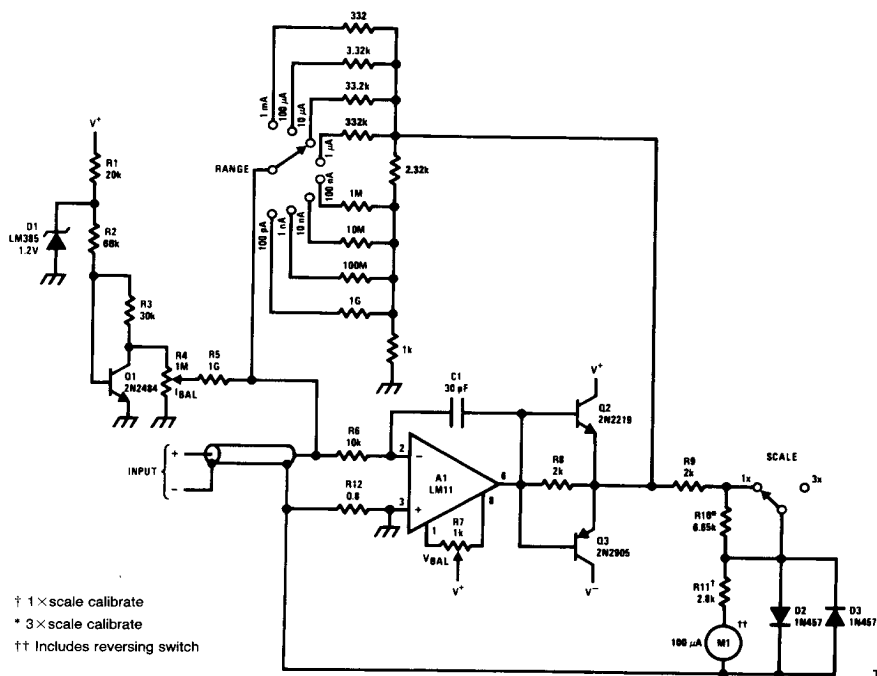 332
3.32k
33.2k
332k
1 mA
100 µA
10 µA
1 µA
100 nA
10 nA
1 nA
100 pA
RANGE
2.32k
1M
10M
100M
1G
1k
V+
R1
20k
D1
LM385
1.2V
R2
68k
R3
30k
Q1
2N2484
R4
1M
IBAL
R5
1G
INPUT
+
-
R6
10k
R12
0.8
C1
30 pF
2
-
3
+
A1
LM11
6
8
1
R7
1k
VBAL
V+
V+
Q2
2N2219
R8
2k
Q3
2N2905
V-
R9
2k
SCALE
1x
3x
R10*
6.65k
R11†
2.8k
††
100 µA
M1
D2
1N457
D3
1N457
† 1×scale calibrate
* 3×scale calibrate
†† Includes reversing switch